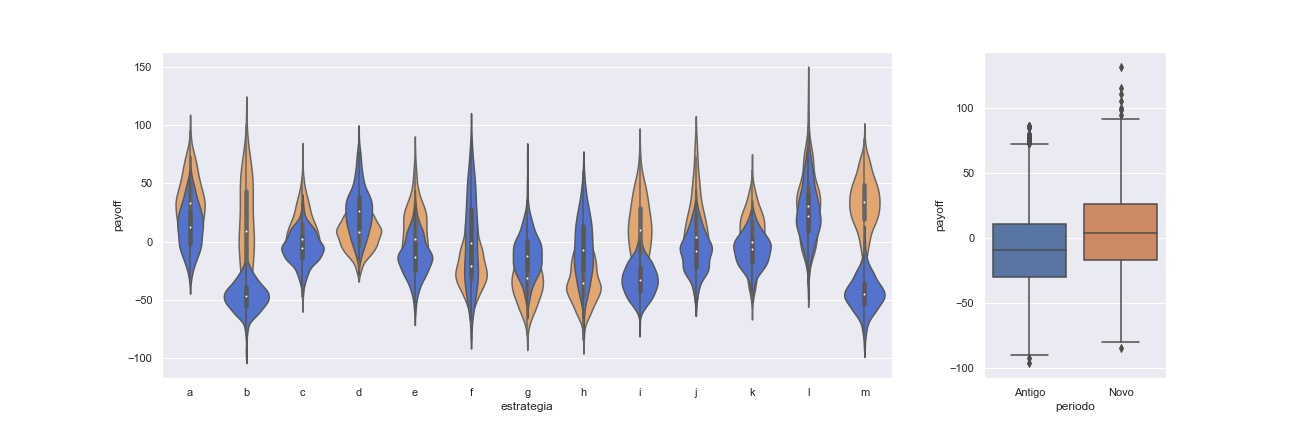 150
100
50
0
−50
−100
payoff
a b c d e f g h i j k l m
estrategia
100
50
0
−50
−100
payoff
Antigo Novo
periodo